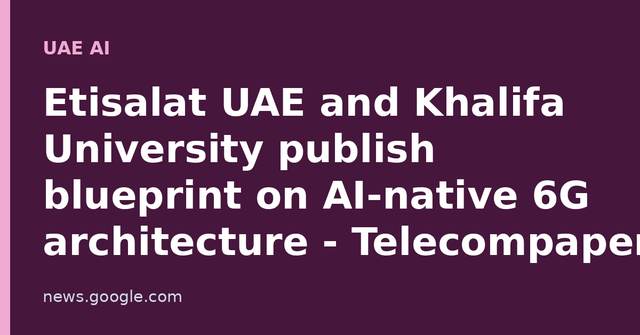 UAE AI
Etisalat UAE and Khalifa
University publish
blueprint on AI-native 6G
architecture - Telecompaper
news.google.com